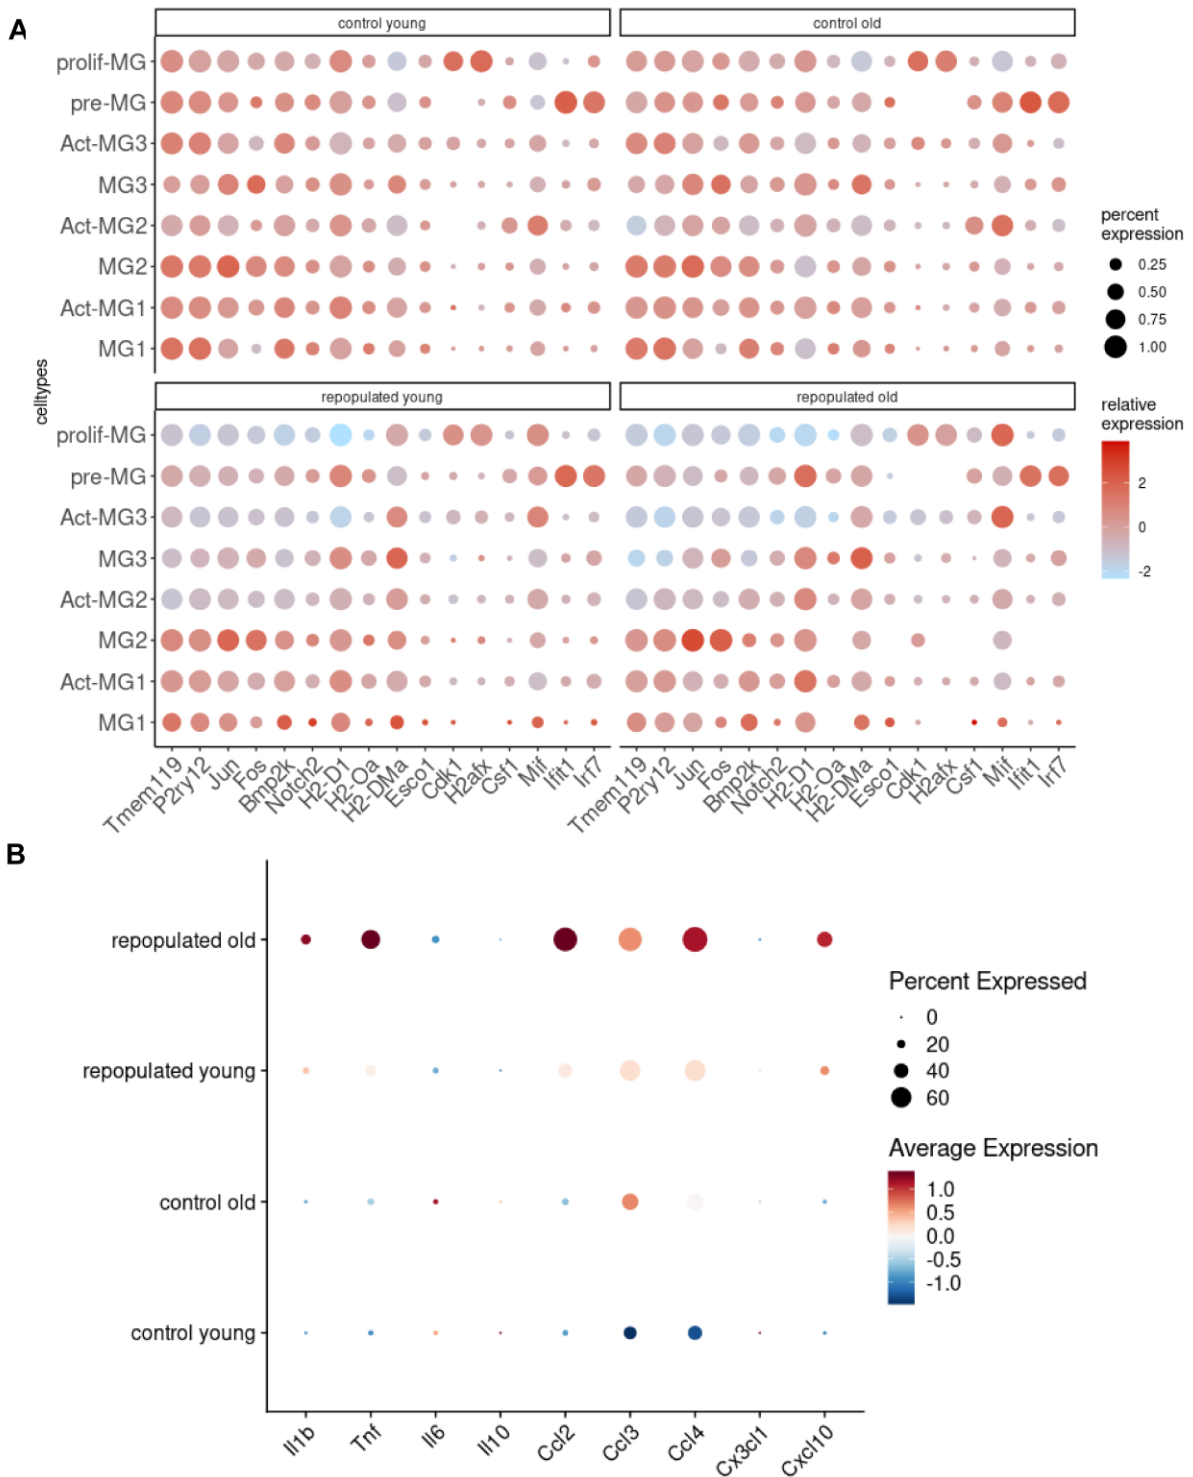 A
control young
control old
prolif-MG
pre-MG
Act-MG3
MG3
Act-MG2
MG2
Act-MG1
MG1
percent
expression
0.25
0.50
0.75
1.00
celltypes
repopulated young
repopulated old
prolif-MG
pre-MG
Act-MG3
MG3
Act-MG2
MG2
Act-MG1
MG1
relative
expression
2
0
-2
Tmem119
P2ry12
Jun
Fos
Bmp2k
Notch2
H2-D1
H2-Oa
H2-DMa
Esco1
Cdk1
H2afx
Csf1
Mif
Ifit1
Irf7
Tmem119
P2ry12
Jun
Fos
Bmp2k
Notch2
H2-D1
H2-Oa
H2-DMa
Esco1
Cdk1
H2afx
Csf1
Mif
Ifit1
Irf7
B
repopulated old
repopulated young
control old
control young
Percent Expressed
0
20
40
60
Average Expression
1.0
0.5
0.0
-0.5
-1.0
Il1b
Tnf
Il6
Il10
Ccl2
Ccl3
Ccl4
Cx3cl1
Cxcl10